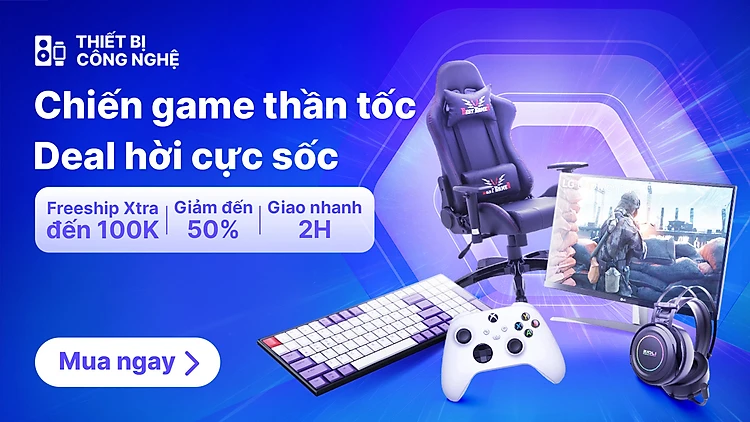 THIẾT BỊ
CÔNG NGHỆ
Chiến game thần tốc
Deal hời cực sốc
Freeship Xtra
đến 100K
Giảm đến
50%
Giao nhanh
2H
Mua ngay
LG